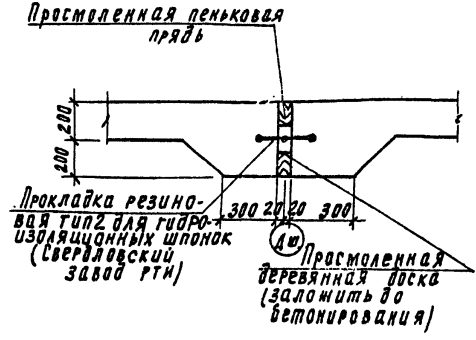 Просмоленная пеньковая
прядь
200
200
Прокладка резино-
вая тип2 для гидро-
изоляционных шпонок
(Свердловский
завод РТИ)
300 20 20 300
Дш
Просмоленная
деревянная доска
(заложить до
бетонирования)